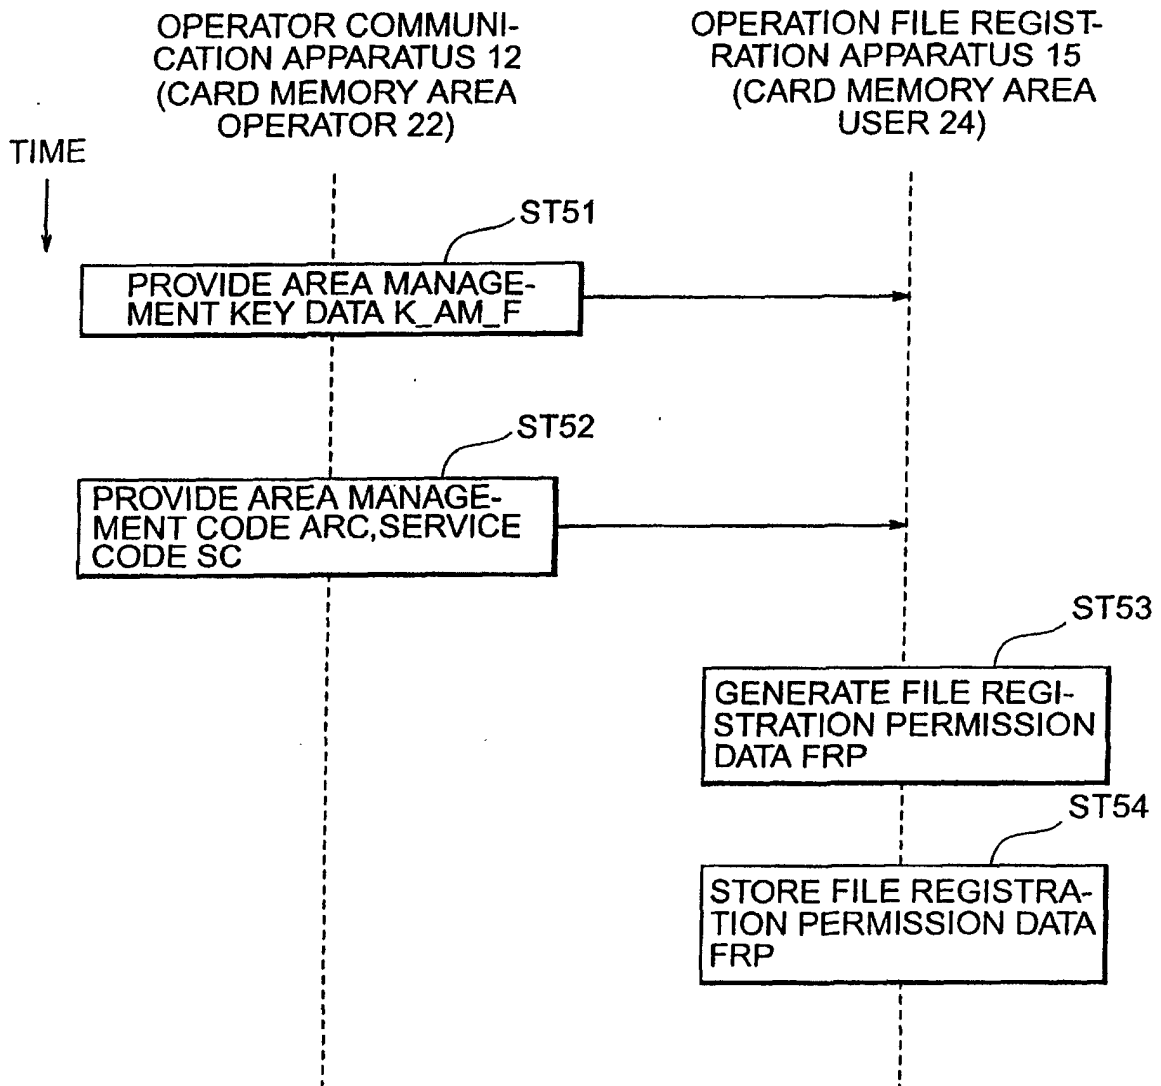 OPERATOR COMMUNI-
CATION APPARATUS 12
(CARD MEMORY AREA
OPERATOR 22)
OPERATION FILE REGIST-
RATION APPARATUS 15
(CARD MEMORY AREA
USER 24)
TIME
ST51
PROVIDE AREA MANAGE-
MENT KEY DATA K_AM_F
ST52
PROVIDE AREA MANAGE-
MENT CODE ARC,SERVICE
CODE SC
ST53
GENERATE FILE REGI-
STRATION PERMISSION
DATA FRP
ST54
STORE FILE REGISTRA-
TION PERMISSION DATA
FRP